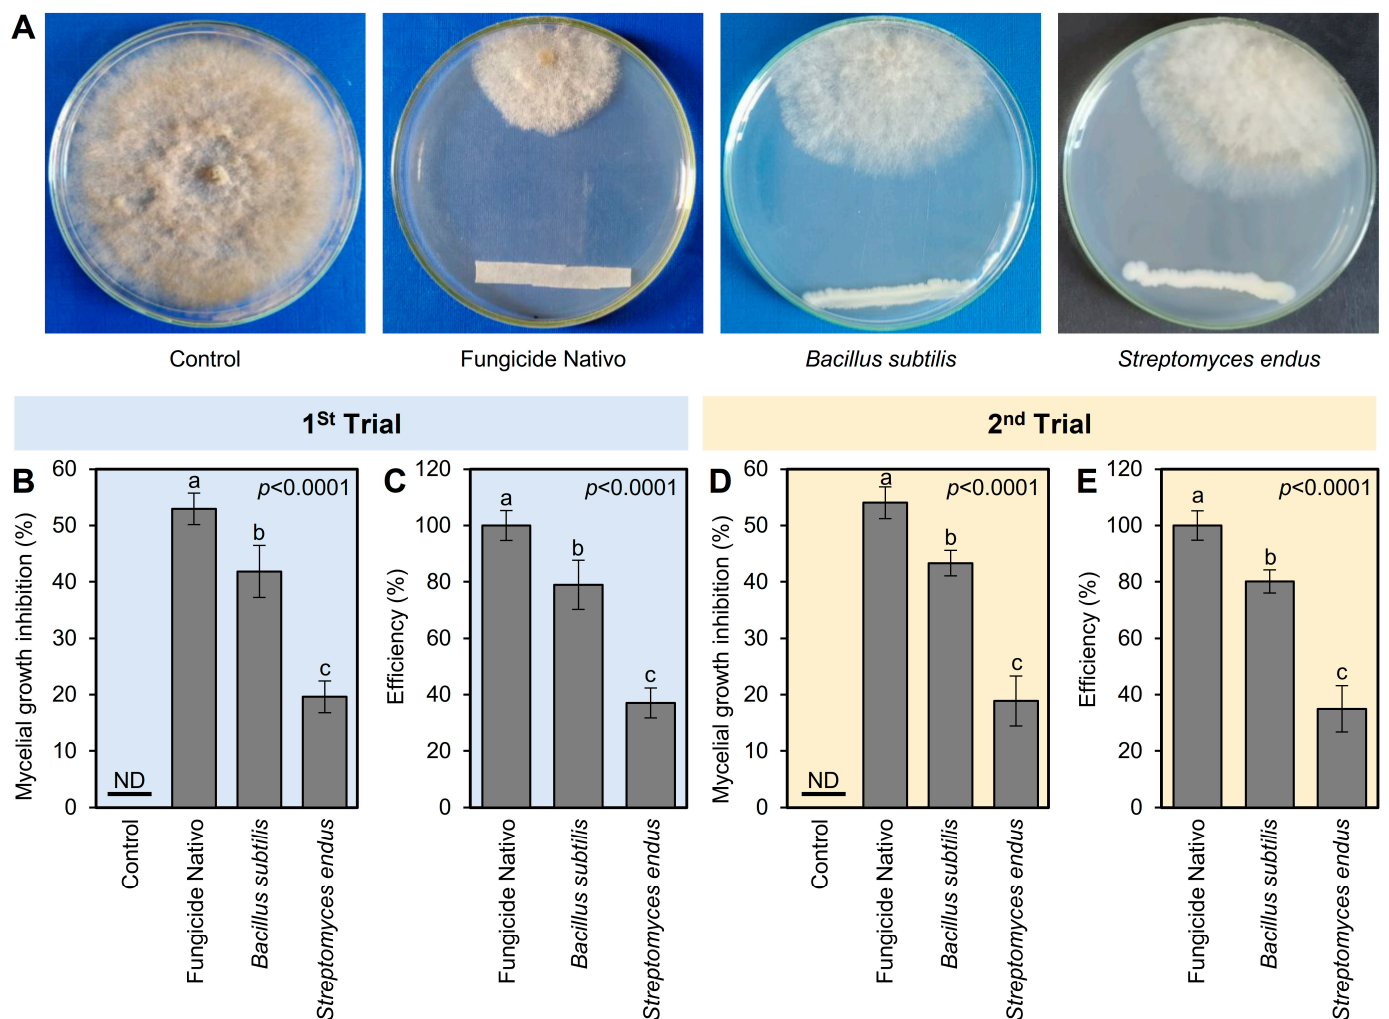 A
Control
Fungicide Nativo
Bacillus subtilis
Streptomyces endus
1St Trial
2nd Trial
B
Mycelial growth inhibition (%)
60
50
40
30
20
10
0
p<0.0001
ND
a
b
c
Control
Fungicide Nativo
Bacillus subtilis
Streptomyces endus
C
Efficiency (%)
120
100
80
60
40
20
0
p<0.0001
a
b
c
Fungicide Nativo
Bacillus subtilis
Streptomyces endus
D
Mycelial growth inhibition (%)
60
50
40
30
20
10
0
p<0.0001
ND
a
b
c
Control
Fungicide Nativo
Bacillus subtilis
Streptomyces endus
E
Efficiency (%)
120
100
80
60
40
20
0
p<0.0001
a
b
c
Fungicide Nativo
Bacillus subtilis
Streptomyces endus